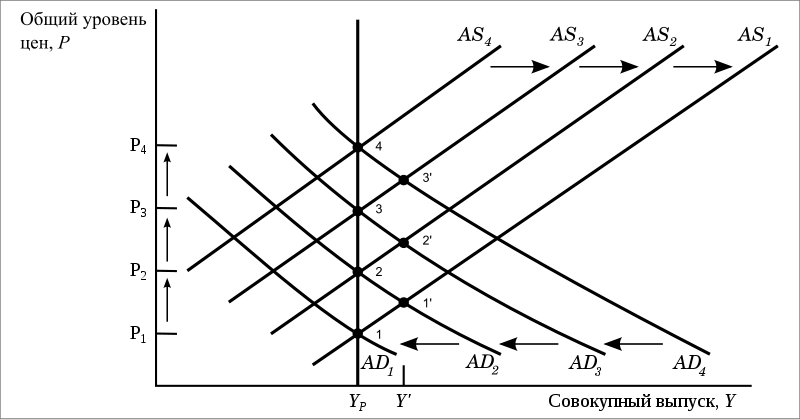 Общий уровень
цен, P
AS₄ AS₃ AS₂ AS₁
P₄
4
3'
P₃
3
2'
P₂
2
1'
P₁
1
AD₁ AD₂ AD₃ AD₄
Yₚ Y' Совокупный выпуск, Y